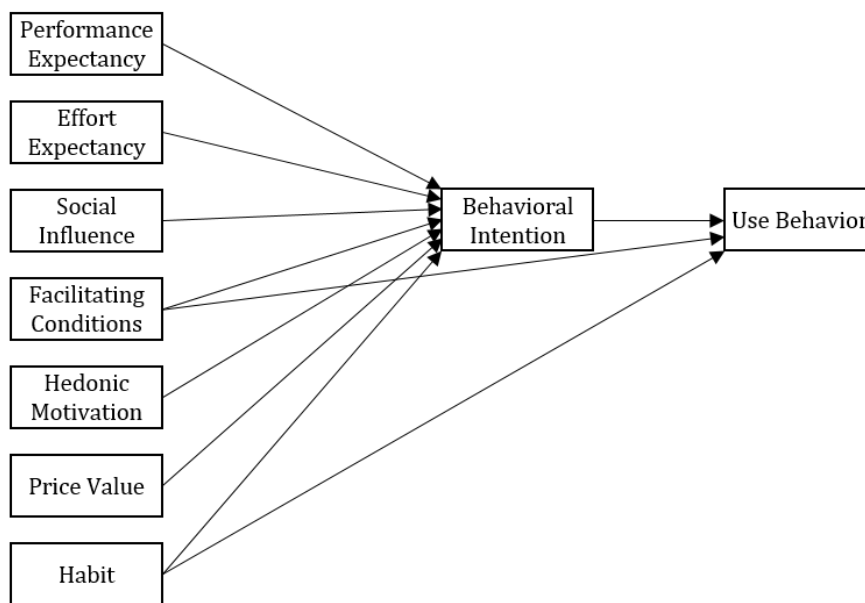 Performance
Expectancy
Effort
Expectancy
Social
Influence
Facilitating
Conditions
Hedonic
Motivation
Price Value
Habit
Behavioral
Intention
Use Behavior